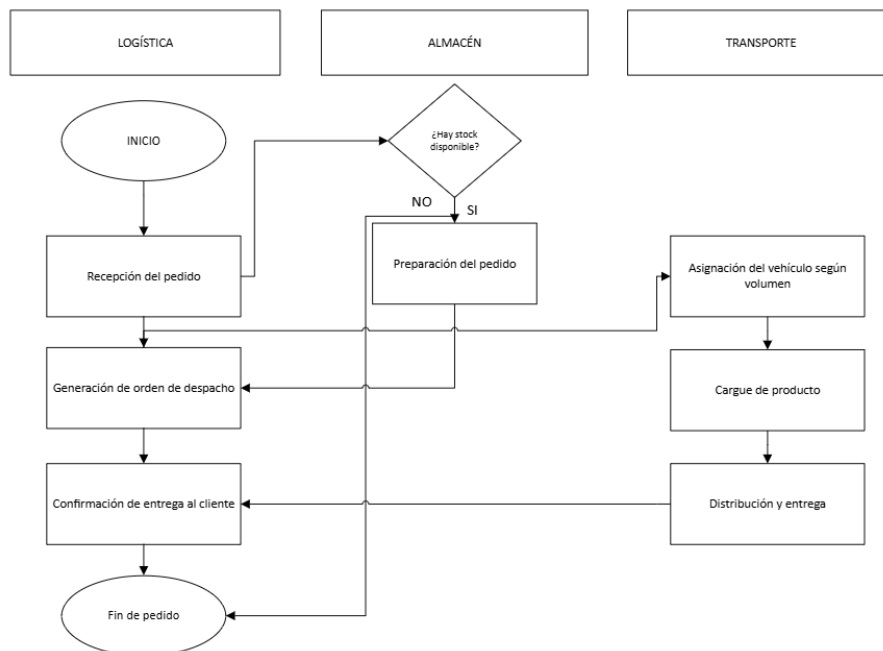 LOGÍSTICA
ALMACÉN
TRANSPORTE
INICIO
¿Hay stock
disponible?
NO
SI
Recepción del pedido
Preparación del pedido
Asignación del vehículo según
volumen
Generación de orden de despacho
Cargue de producto
Confirmación de entrega al cliente
Distribución y entrega
Fin de pedido